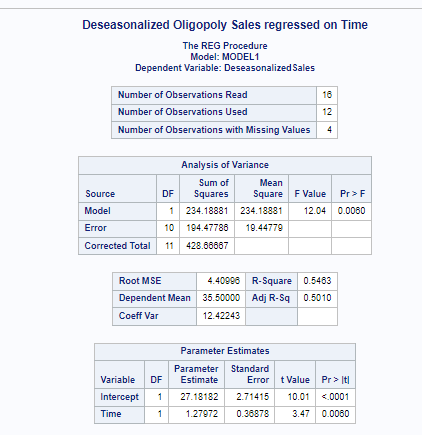 Deseasonalized Oligopoly Sales regressed on Time
The REG Procedure
Model: MODEL1
Dependent Variable: DeseasonalizedSales
Number of Observations Read 16
Number of Observations Used 12
Number of Observations with Missing Values 4
Analysis of Variance
Source DF Sum of Squares Mean Square F Value Pr > F
Model 1 234.18881 234.18881 12.04 0.0060
Error 10 194.47786 19.44779
Corrected Total 11 428.66667
Root MSE 4.40996 R-Square 0.5463
Dependent Mean 35.50000 Adj R-Sq 0.5010
Coeff Var 12.42243
Parameter Estimates
Variable DF Parameter Estimate Standard Error t Value Pr > |t|
Intercept 1 27.18182 2.71415 10.01 <.0001
Time 1 1.27972 0.36878 3.47 0.0060